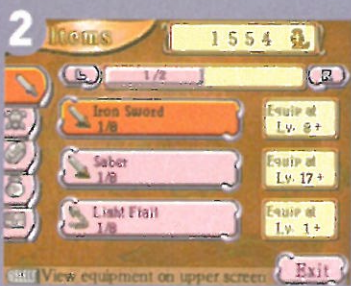 2
Items
1554
L 1/2 R
Iron Sword
1/8
Equip at
Lv. 9+
Saber
1/8
Equip at
Lv. 17+
Light Flail
1/8
Equip at
Lv. 1+
View equipment on upper screen
Exit